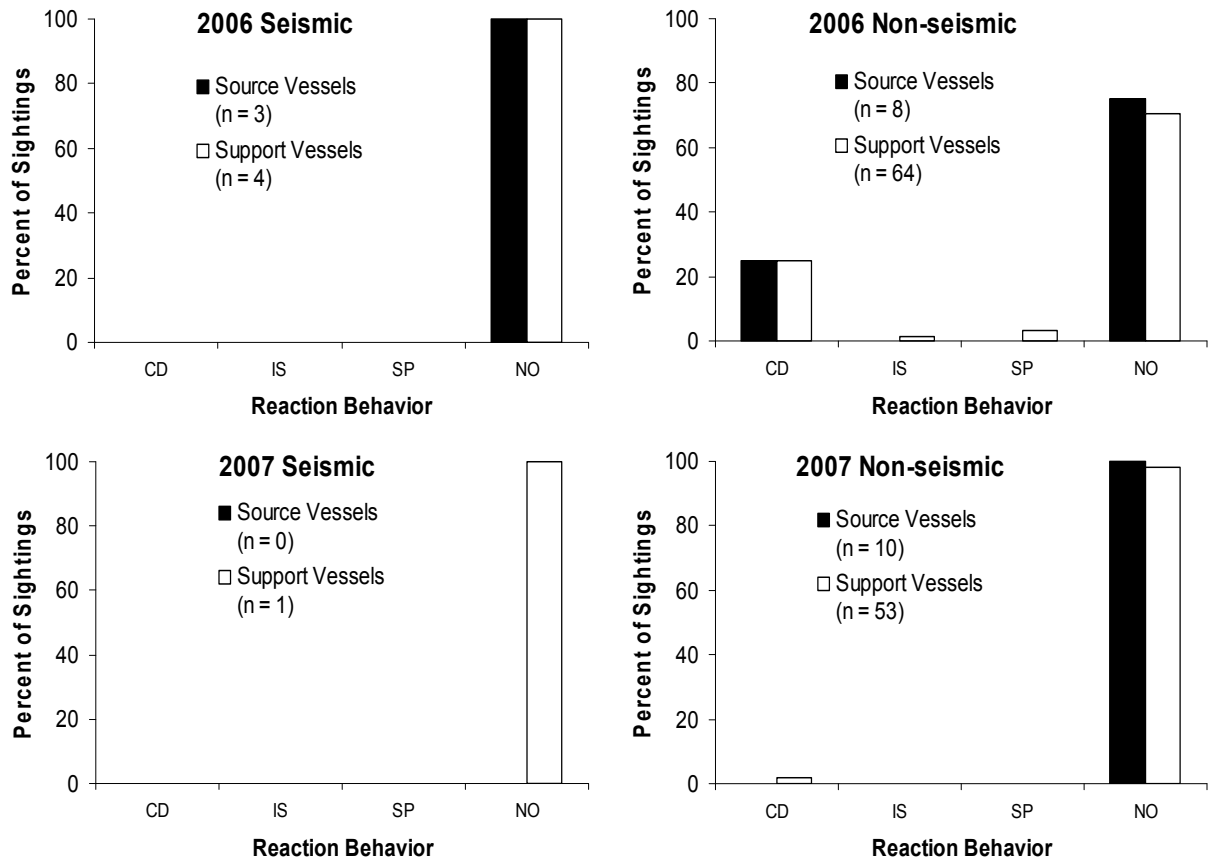 2006 Seismic
Percent of Sightings
100
80
60
40
20
0
Source Vessels
(n = 3)
Support Vessels
(n = 4)
CD IS SP NO
Reaction Behavior
2006 Non-seismic
Percent of Sightings
100
80
60
40
20
0
Source Vessels
(n = 8)
Support Vessels
(n = 64)
CD IS SP NO
Reaction Behavior
2007 Seismic
Percent of Sightings
100
80
60
40
20
0
Source Vessels
(n = 0)
Support Vessels
(n = 1)
CD IS SP NO
Reaction Behavior
2007 Non-seismic
Percent of Sightings
100
80
60
40
20
0
Source Vessels
(n = 10)
Support Vessels
(n = 53)
CD IS SP NO
Reaction Behavior